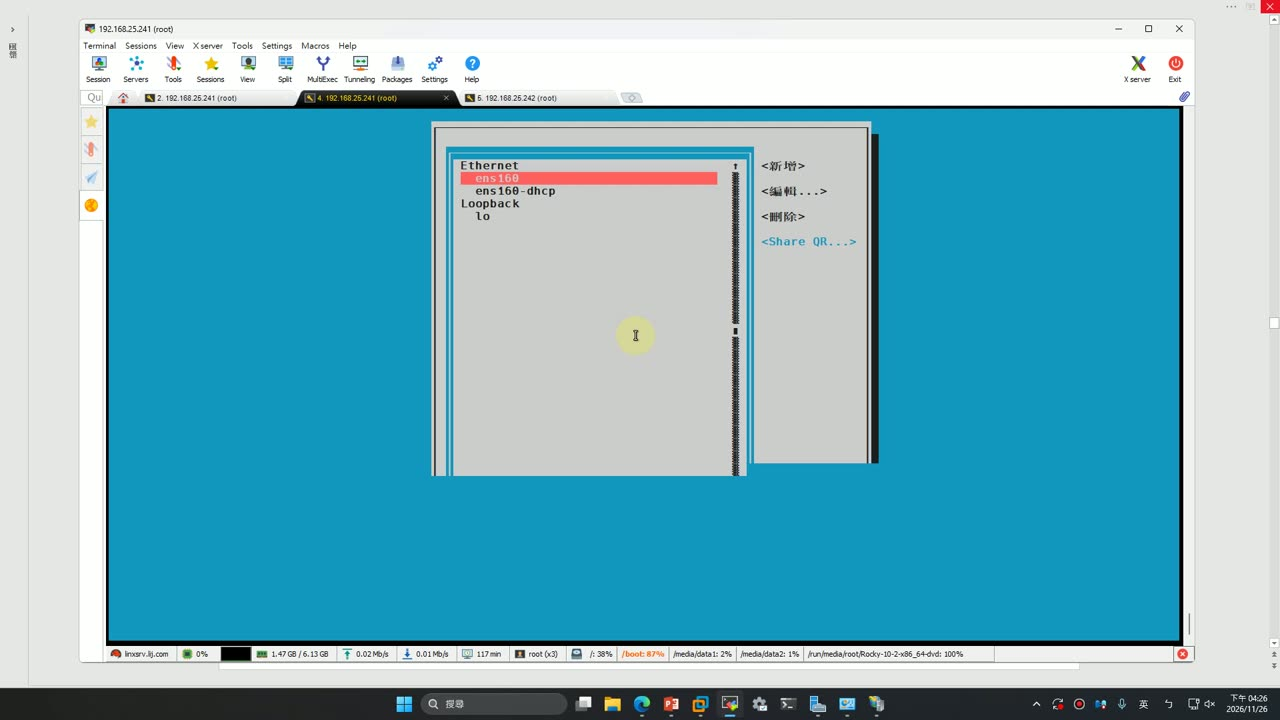 192.168.25.241 (root)
Terminal Sessions View X server Tools Settings Macros Help
Session Servers Tools Sessions View Split MultiExec Tunneling Packages Settings Help X server Exit
Qu
2. 192.168.25.241 (root)
4. 192.168.25.241 (root)
5. 192.168.25.242 (root)
Ethernet
ens160
ens160-dhcp
Loopback
lo
<新增>
<編輯...>
<刪除>
<Share QR...>
linxsrv.lij.com 0% 1.47 GB / 6.13 GB 0.02 Mb/s 0.01 Mb/s 117 min root (x3) /: 38% /boot: 87% /media/data1: 2% /media/data2: 1% /run/media/root/Rocky-10-2-x86_64-dvd: 100%
搜尋
英
下午 04:26
2026/11/26